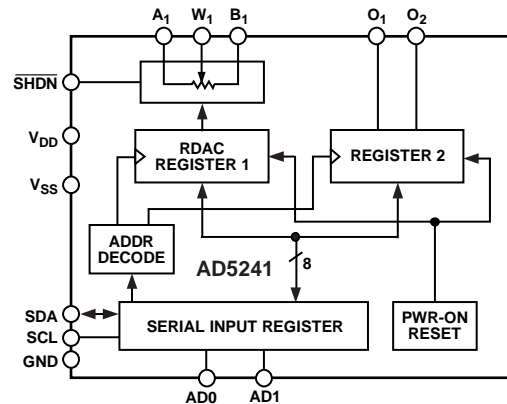 A1 W1 B1 O1 O2
SHDN
VDD
RDAC
REGISTER 1
REGISTER 2
VSS
ADDR
DECODE
AD5241
8
SDA
SCL
GND
SERIAL INPUT REGISTER
PWR-ON
RESET
AD0 AD1